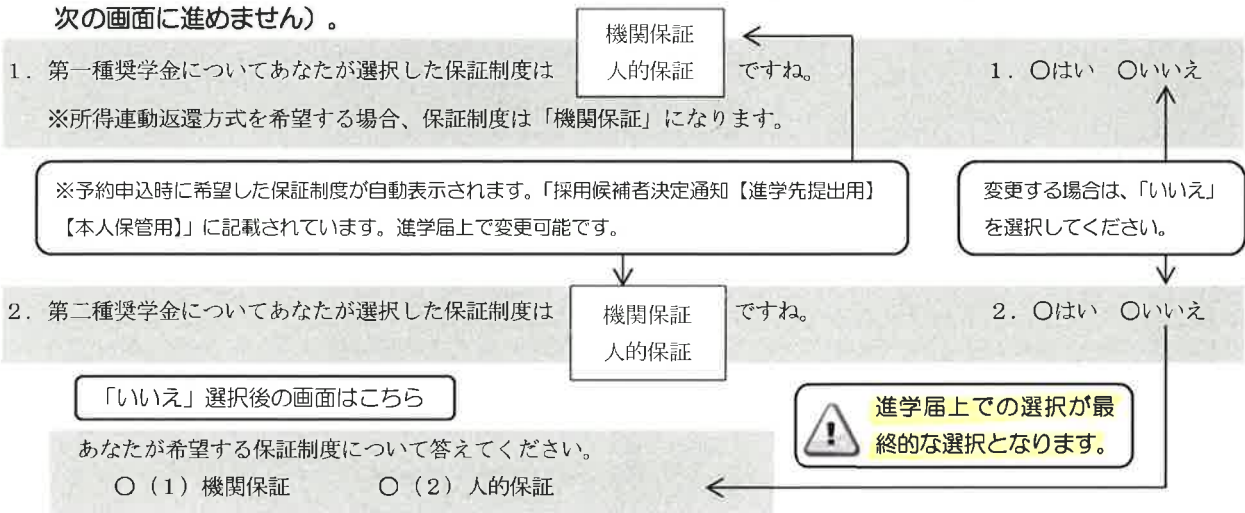 次の画面に進めません）。
機関保証
1．第一種奨学金についてあなたが選択した保証制度は 人的保証 ですね。 1．○はい ○いいえ
※所得連動返還方式を希望する場合、保証制度は「機関保証」になります。
※予約申込時に希望した保証制度が自動表示されます。「採用候補者決定通知【進学先提出用】
【本人保管用】」に記載されています。進学届上で変更可能です。
変更する場合は、「いいえ」
を選択してください。
2．第二種奨学金についてあなたが選択した保証制度は 機関保証 ですね。 2．○はい ○いいえ
人的保証
「いいえ」選択後の画面はこちら
進学届上での選択が最
終的な選択となります。
あなたが希望する保証制度について答えてください。
○（1）機関保証 ○（2）人的保証